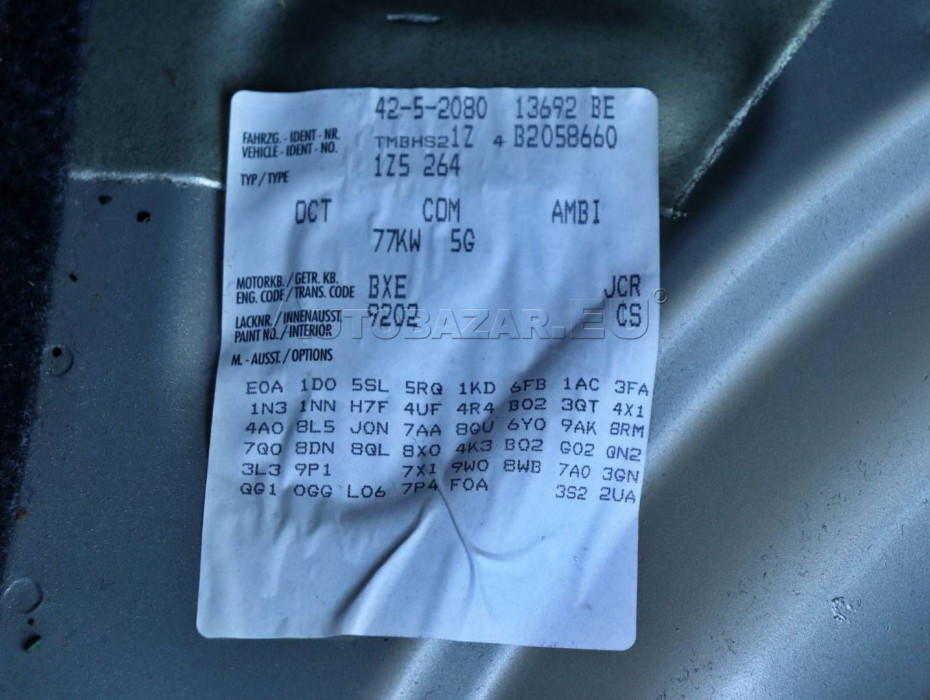 42-5-2080 13692 BE
FAHRZG. - IDENT - NR. TMBHS21Z 4 B2058660
VEHICLE - IDENT - NO.
TYP / TYPE 1Z5 264
OCT COM AMBI
77KW 5G
MOTORKB. / GETR. KB. BXE JCR
ENG. CODE / TRANS. CODE
LACKNR. / INNENAUSST. 9202 CS
PAINT NO. / INTERIOR
AUTOBAZAR.EU©
M. - AUSST. / OPTIONS
E0A 1D0 5SL 5RQ 1KD 6FB 1AC 3FA
1N3 1NN H7F 4UF 4R4 B02 3QT 4X1
4A0 8L5 J0N 7AA 8GU 6Y0 9AK 8RM
7Q0 8DN 8QL 8X0 4K3 B02 G02 QN2
3L3 9P1 7X1 9W0 8WB 7A0 3GN
QG1 0GG L06 7P4 F0A 3S2 2UA